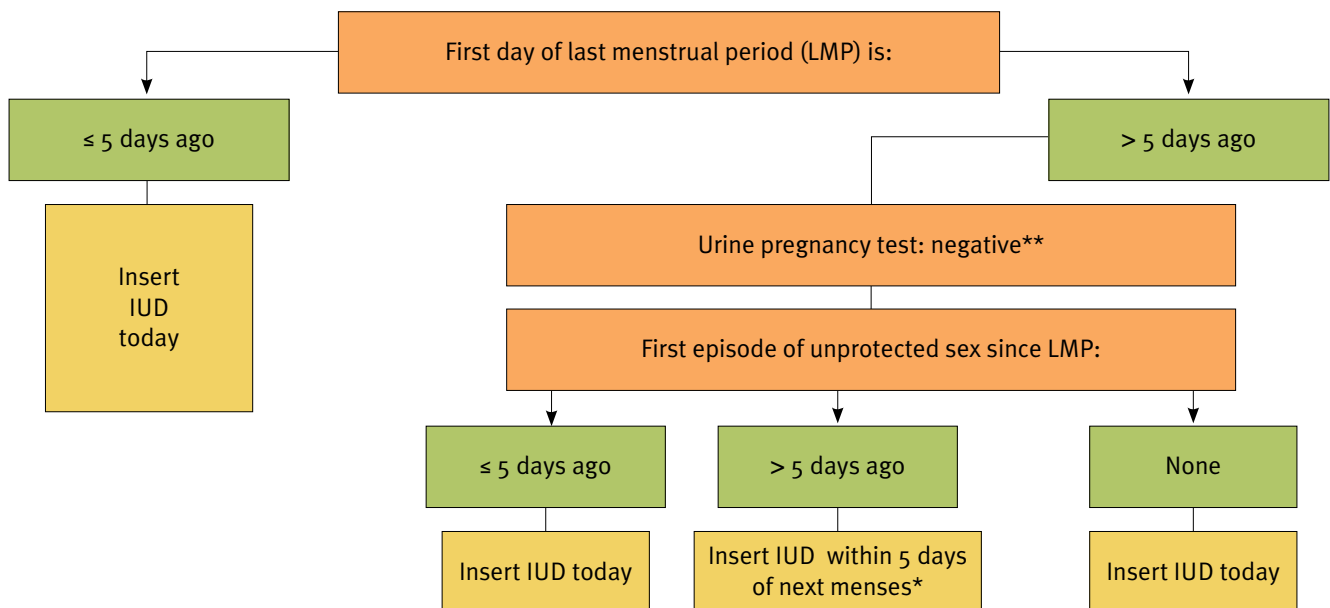 First day of last menstrual period (LMP) is:
≤ 5 days ago
> 5 days ago
Insert
IUD
today
Urine pregnancy test: negative**
First episode of unprotected sex since LMP:
≤ 5 days ago
> 5 days ago
None
Insert IUD today
Insert IUD within 5 days
of next menses*
Insert IUD today